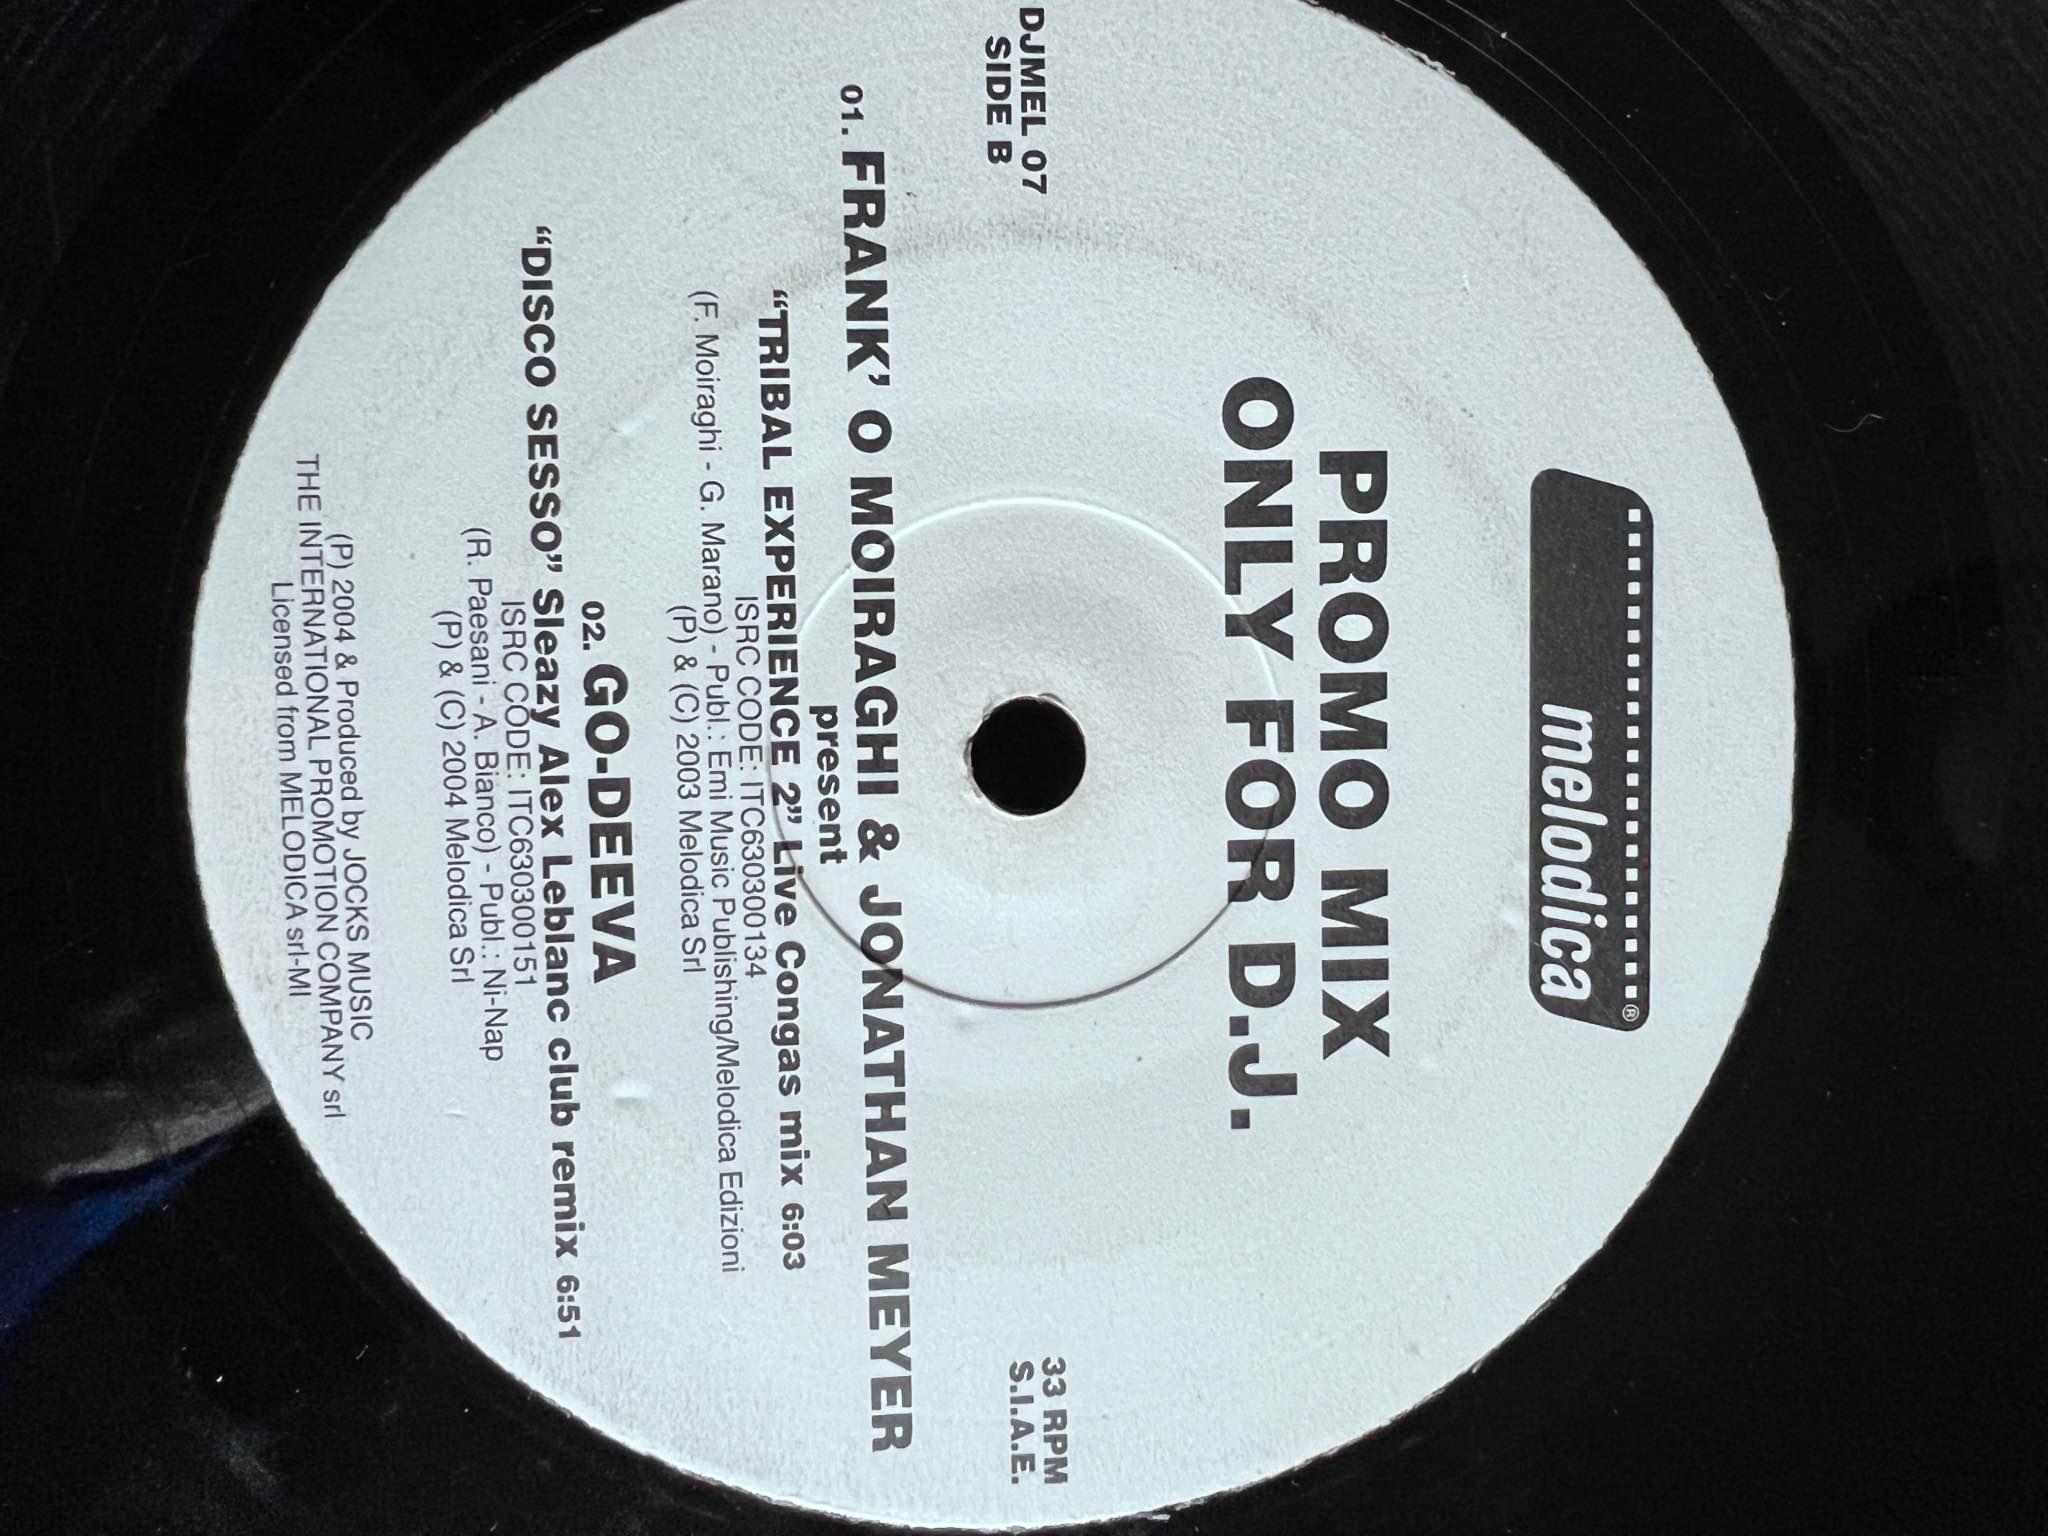 melodica®
PROMO MIX
ONLY FOR D.J.
DJMEL 07
SIDE B
33 RPM
S.I.A.E.
01. FRANK' O MOIRAGHI & JONATHAN MEYER
present
“TRIBAL EXPERIENCE 2” Live Congas mix 6:03
ISRC CODE: ITC630300134
(F. Moiraghi - G. Marano) - Publ.: Emi Music Publishing/Melodica Edizioni
(P) & (C) 2003 Melodica Srl
02. GO-DEEVA
“DISCO SESSO” Sleazy Alex Leblanc club remix 6:51
ISRC CODE: ITC630300151
(R. Paesani - A. Bianco) - Publ.: Ni-Nap
(P) & (C) 2004 Melodica Srl
(P) 2004 & Produced by JOCKS MUSIC
THE INTERNATIONAL PROMOTION COMPANY srl
Licensed from MELODICA srl-MI